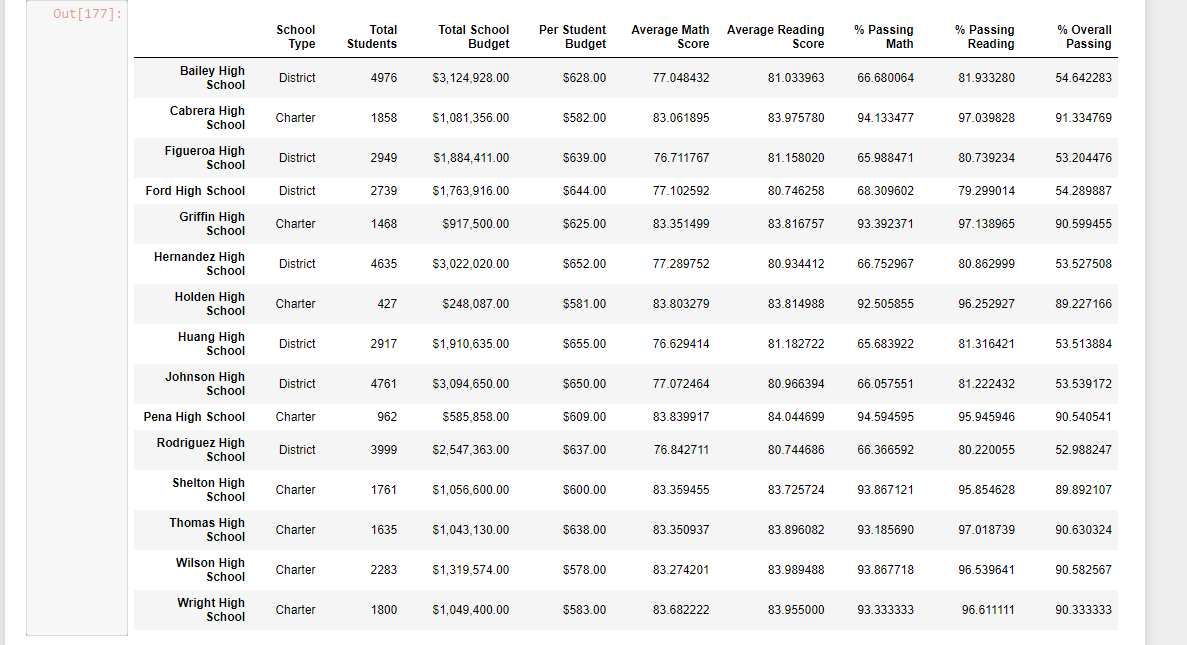 Out[177]:
School Type Total Students Total School Budget Per Student Budget Average Math Score Average Reading Score % Passing Math % Passing Reading % Overall Passing
Bailey High School District 4976 $3,124,928.00 $628.00 77.048432 81.033963 66.680064 81.933280 54.642283
Cabrera High School Charter 1858 $1,081,356.00 $582.00 83.061895 83.975780 94.133477 97.039828 91.334769
Figueroa High School District 2949 $1,884,411.00 $639.00 76.711767 81.158020 65.988471 80.739234 53.204476
Ford High School District 2739 $1,763,916.00 $644.00 77.102592 80.746258 68.309602 79.299014 54.289887
Griffin High School Charter 1468 $917,500.00 $625.00 83.351499 83.816757 93.392371 97.138965 90.599455
Hernandez High School District 4635 $3,022,020.00 $652.00 77.289752 80.934412 66.752967 80.862999 53.527508
Holden High School Charter 427 $248,087.00 $581.00 83.803279 83.814988 92.505855 96.252927 89.227166
Huang High School District 2917 $1,910,635.00 $655.00 76.629414 81.182722 65.683922 81.316421 53.513884
Johnson High School District 4761 $3,094,650.00 $650.00 77.072464 80.966394 66.057551 81.222432 53.539172
Pena High School Charter 962 $585,858.00 $609.00 83.839917 84.044699 94.594595 95.945946 90.540541
Rodriguez High School District 3999 $2,547,363.00 $637.00 76.842711 80.744686 66.366592 80.220055 52.988247
Shelton High School Charter 1761 $1,056,600.00 $600.00 83.359455 83.725724 93.867121 95.854628 89.892107
Thomas High School Charter 1635 $1,043,130.00 $638.00 83.350937 83.896082 93.185690 97.018739 90.630324
Wilson High School Charter 2283 $1,319,574.00 $578.00 83.274201 83.989488 93.867718 96.539641 90.582567
Wright High School Charter 1800 $1,049,400.00 $583.00 83.682222 83.955000 93.333333 96.611111 90.333333